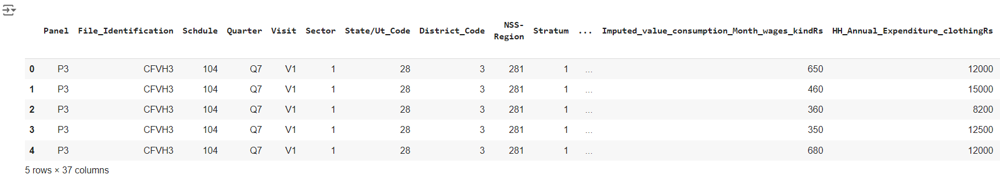 Panel File_Identification Schdule Quarter Visit Sector State/Ut_Code District_Code NSS-Region Stratum ... Imputed_value_consumption_Month_wages_kindRs HH_Annual_Expenditure_clothingRs
0 P3 CFVH3 104 Q7 V1 1 28 3 281 1 ... 650 12000
1 P3 CFVH3 104 Q7 V1 1 28 3 281 1 ... 460 15000
2 P3 CFVH3 104 Q7 V1 1 28 3 281 1 ... 360 8200
3 P3 CFVH3 104 Q7 V1 1 28 3 281 1 ... 350 12500
4 P3 CFVH3 104 Q7 V1 1 28 3 281 1 ... 680 12000
5 rows × 37 columns